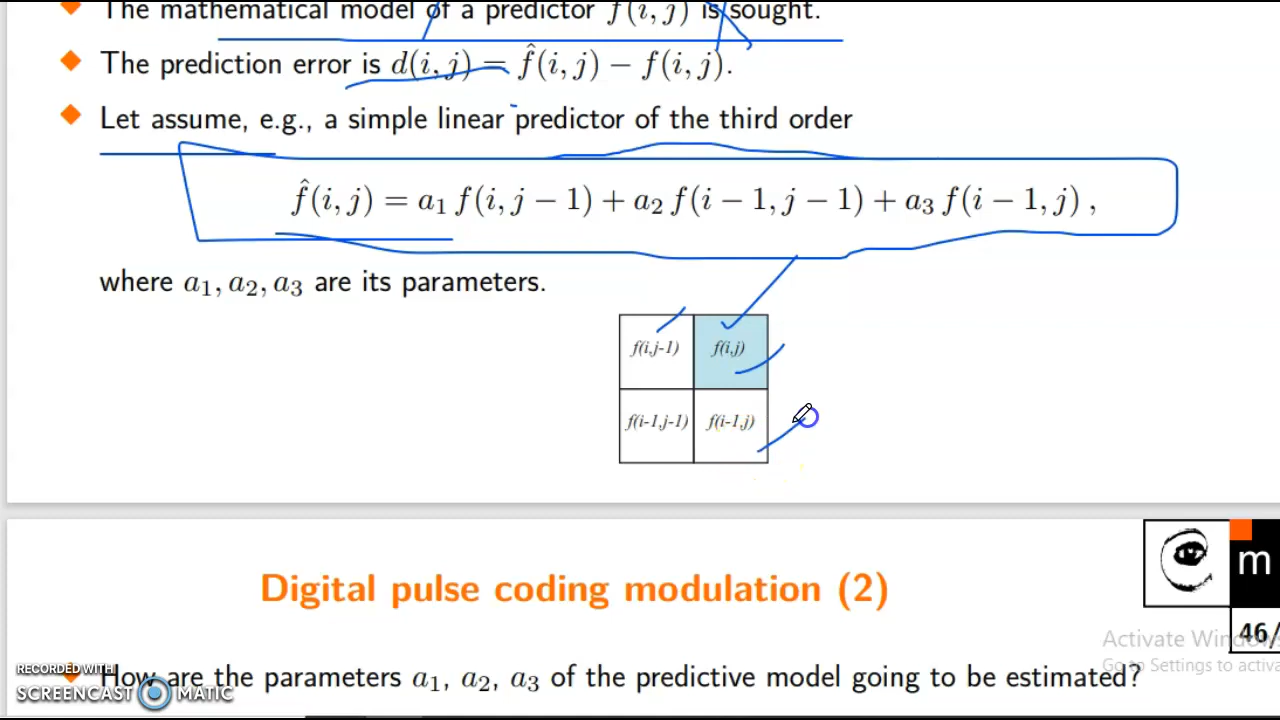 The mathematical model of a predictor f̂(i, j) is sought.
The prediction error is d(i, j) = f̂(i, j) − f(i, j).
Let assume, e.g., a simple linear predictor of the third order
f̂(i, j) = a₁ f(i, j − 1) + a₂ f(i − 1, j − 1) + a₃ f(i − 1, j) ,
where a₁, a₂, a₃ are its parameters.
f(i,j-1) f(i,j)
f(i-1,j-1) f(i-1,j)
Digital pulse coding modulation (2)
m
46/
Activate Windows
Go to Settings to activa
How are the parameters a₁, a₂, a₃ of the predictive model going to be estimated?
RECORDED WITH
SCREENCAST MATIC